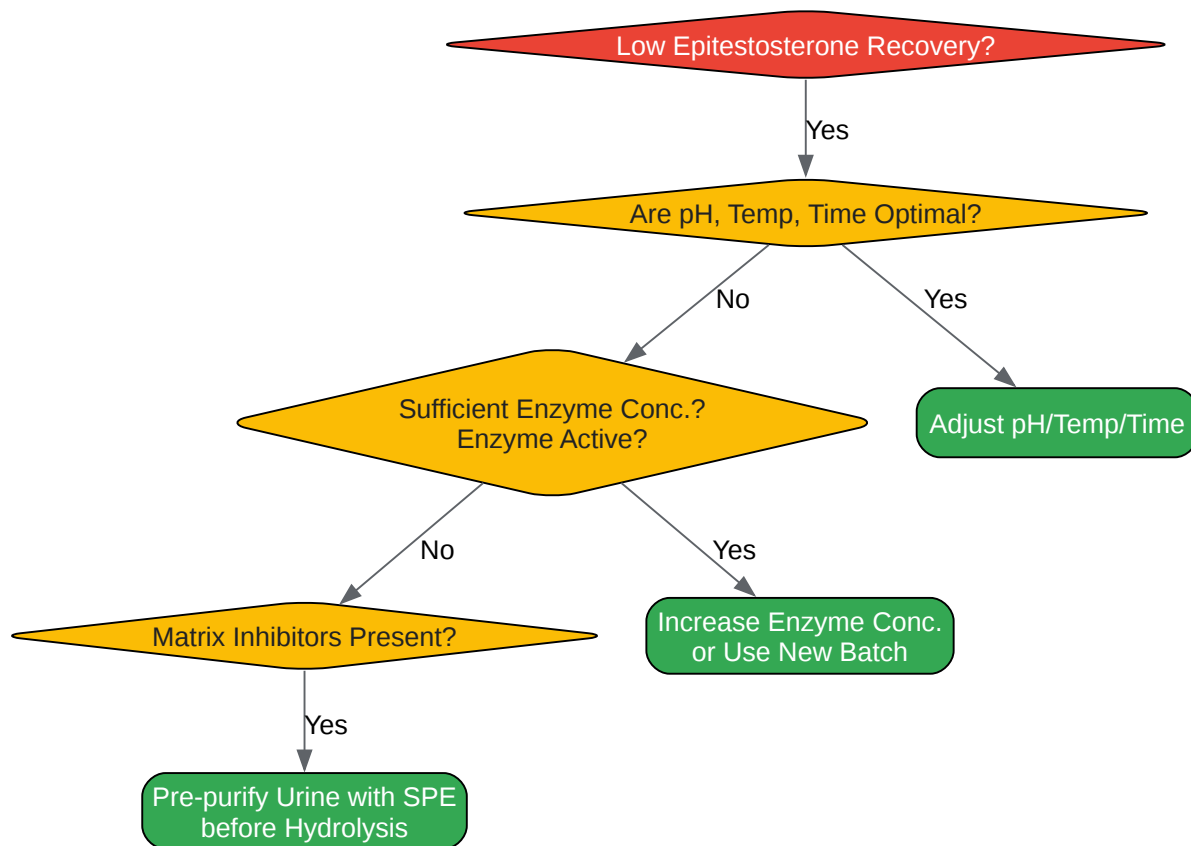 Low Epitestosterone Recovery?
Yes
Are pH, Temp, Time Optimal?
No
Yes
Sufficient Enzyme Conc.?
Enzyme Active?
Adjust pH/Temp/Time
No
Yes
Matrix Inhibitors Present?
Increase Enzyme Conc.
or Use New Batch
Yes
Pre-purify Urine with SPE
before Hydrolysis